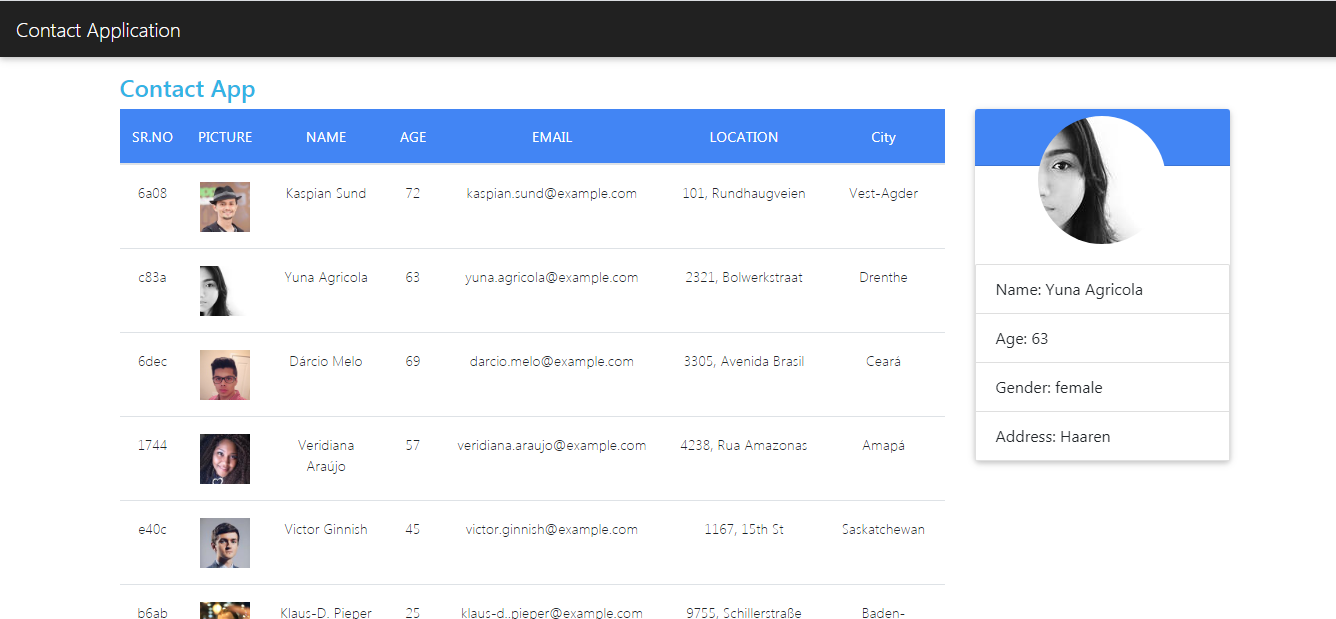 Contact Application
Contact App
SR.NO PICTURE NAME AGE EMAIL LOCATION City
6a08 Kaspian Sund 72 kaspian.sund@example.com 101, Rundhaugveien Vest-Agder
c83a Yuna Agricola 63 yuna.agricola@example.com 2321, Bolwerkstraat Drenthe
6dec Dárcio Melo 69 darcio.melo@example.com 3305, Avenida Brasil Ceará
1744 Veridiana 57 veridiana.araujo@example.com 4238, Rua Amazonas Amapá
Araújo
e40c Victor Ginnish 45 victor.ginnish@example.com 1167, 15th St Saskatchewan
b6ab Klaus-D. Pieper 25 klaus-d..pieper@example.com 9755, Schillerstraße Baden-
Name: Yuna Agricola
Age: 63
Gender: female
Address: Haaren